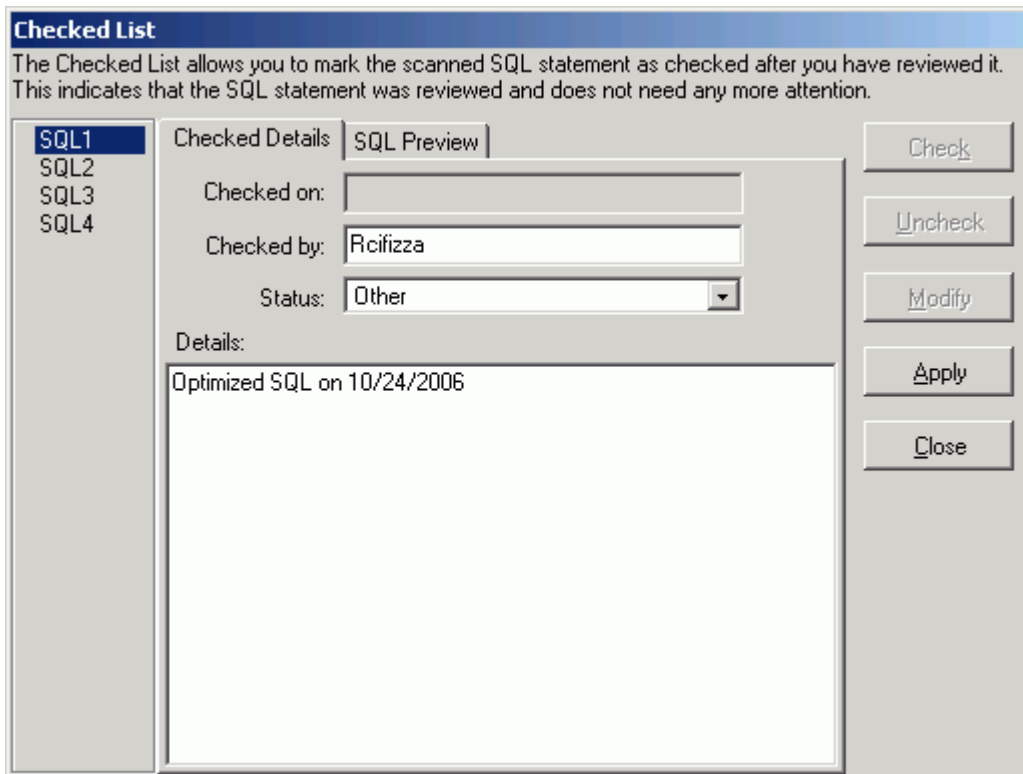 Checked List
The Checked List allows you to mark the scanned SQL statement as checked after you have reviewed it.
This indicates that the SQL statement was reviewed and does not need any more attention.
SQL1
SQL2
SQL3
SQL4
Checked Details
SQL Preview
Checked on:
Checked by: Rcifizza
Status: Other
Details:
Optimized SQL on 10/24/2006
Check
Uncheck
Modify
Apply
Close